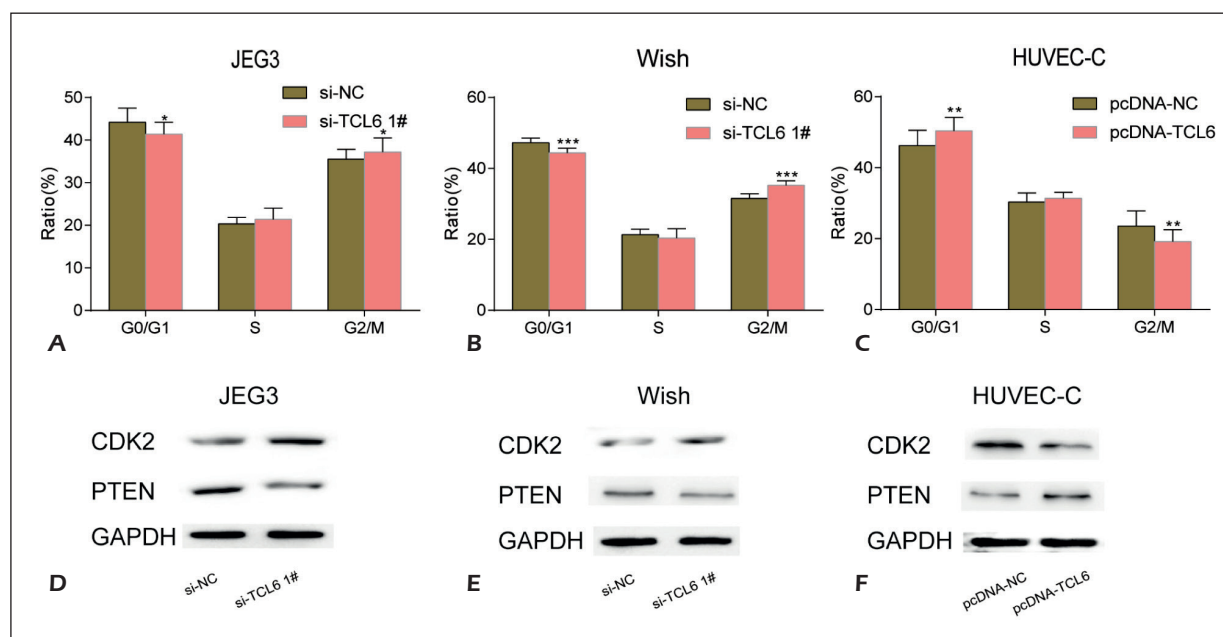 JEG3
si-NC
si-TCL6 1#
Ratio(%)
50
40
30
20
10
0
*
*
G0/G1 S G2/M
A
Wish
si-NC
si-TCL6 1#
Ratio(%)
60
40
20
0
***
***
G0/G1 S G2/M
B
HUVEC-C
pcDNA-NC
pcDNA-TCL6
Ratio(%)
60
40
20
0
**
**
G0/G1 S G2/M
C
JEG3
CDK2
PTEN
GAPDH
si-NC si-TCL6 1#
D
Wish
CDK2
PTEN
GAPDH
si-NC si-TCL6 1#
E
HUVEC-C
CDK2
PTEN
GAPDH
pcDNA-NC pcDNA-TCL6
F